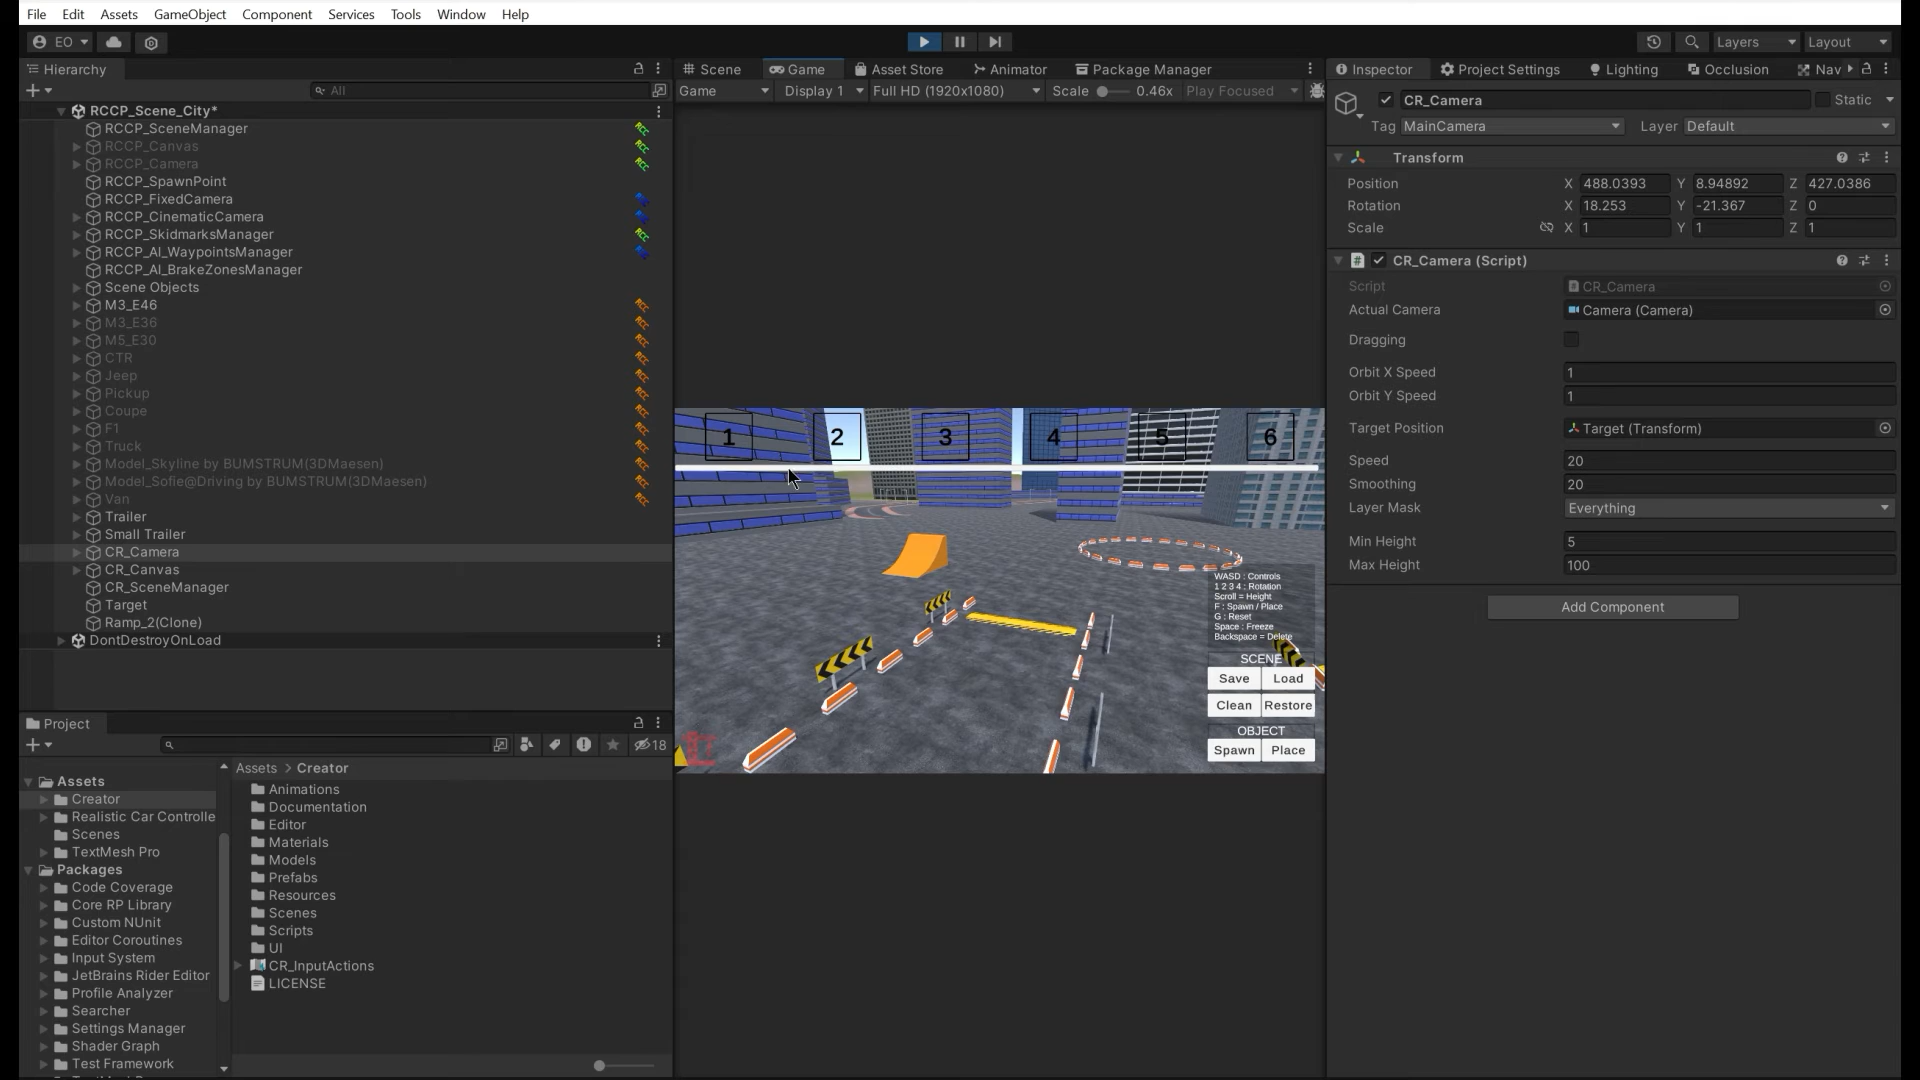 File Edit Assets GameObject Component Services Tools Window Help
EO Layers Layout
Hierarchy
All
RCCP_Scene_City*
RCCP_SceneManager
RCCP_Canvas
RCCP_Camera
RCCP_SpawnPoint
RCCP_FixedCamera
RCCP_CinematicCamera
RCCP_SkidmarksManager
RCCP_AI_WaypointsManager
RCCP_AI_BrakeZonesManager
Scene Objects
M3_E46
M3_E36
M5_E30
CTR
Jeep
Pickup
Coupe
F1
Truck
Model_Skyline by BUMSTRUM(3DMaesen)
Model_Sofie@Driving by BUMSTRUM(3DMaesen)
Van
Trailer
Small Trailer
CR_Camera
CR_Canvas
CR_SceneManager
Target
Ramp_2(Clone)
DontDestroyOnLoad
Project
18
Assets
Creator
Realistic Car Controlle
Scenes
TextMesh Pro
Packages
Code Coverage
Core RP Library
Custom NUnit
Editor Coroutines
Input System
JetBrains Rider Editor
Profile Analyzer
Searcher
Settings Manager
Shader Graph
Test Framework
Assets > Creator
Animations
Documentation
Editor
Materials
Models
Prefabs
Resources
Scenes
Scripts
UI
CR_InputActions
LICENSE
Scene Game Asset Store Animator Package Manager
Game Display 1 Full HD (1920x1080) Scale 0.46x Play Focused
1 2 3 4 5 6
WASD : Controls
1 2 3 4 : Rotation
Scroll = Height
F : Spawn / Place
G : Reset
Space : Freeze
Backspace = Delete
SCENE
Save Load
Clean Restore
OBJECT
Spawn Place
Inspector Project Settings Lighting Occlusion Nav
CR_Camera Static
Tag MainCamera Layer Default
Transform
Position X 488.0393 Y 8.94892 Z 427.0386
Rotation X 18.253 Y -21.367 Z 0
Scale X 1 Y 1 Z 1
CR_Camera (Script)
Script CR_Camera
Actual Camera Camera (Camera)
Dragging
Orbit X Speed 1
Orbit Y Speed 1
Target Position Target (Transform)
Speed 20
Smoothing 20
Layer Mask Everything
Min Height 5
Max Height 100
Add Component